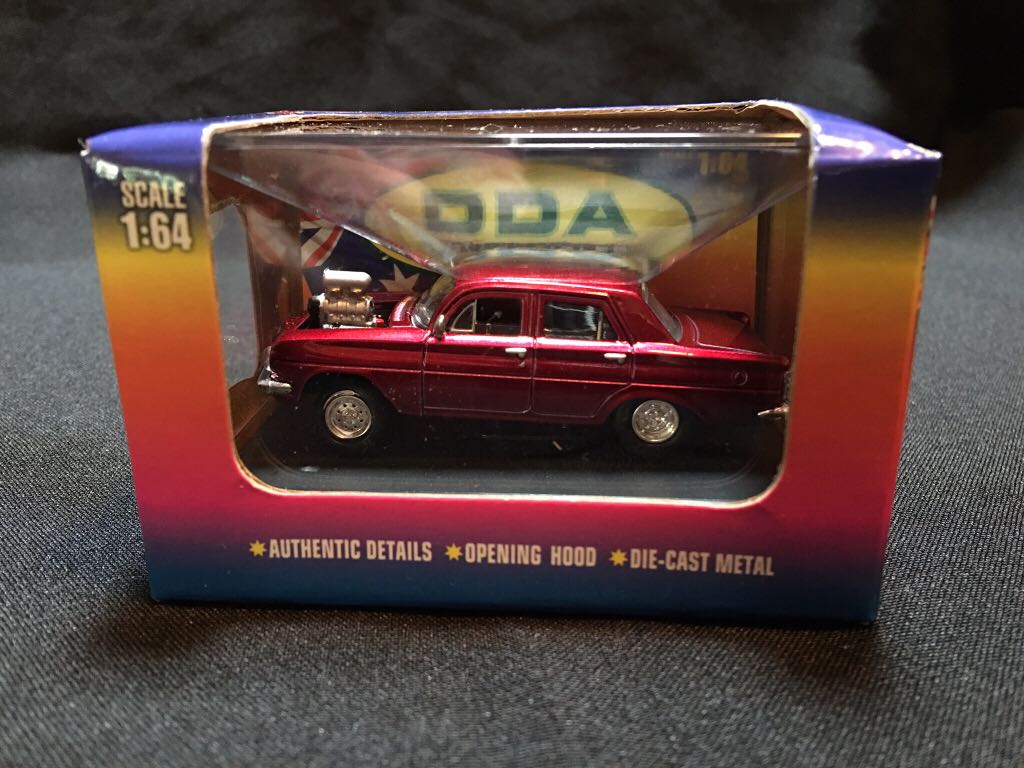 SCALE
1:64
1:64
DDA
★AUTHENTIC DETAILS ★OPENING HOOD ★DIE-CAST METAL